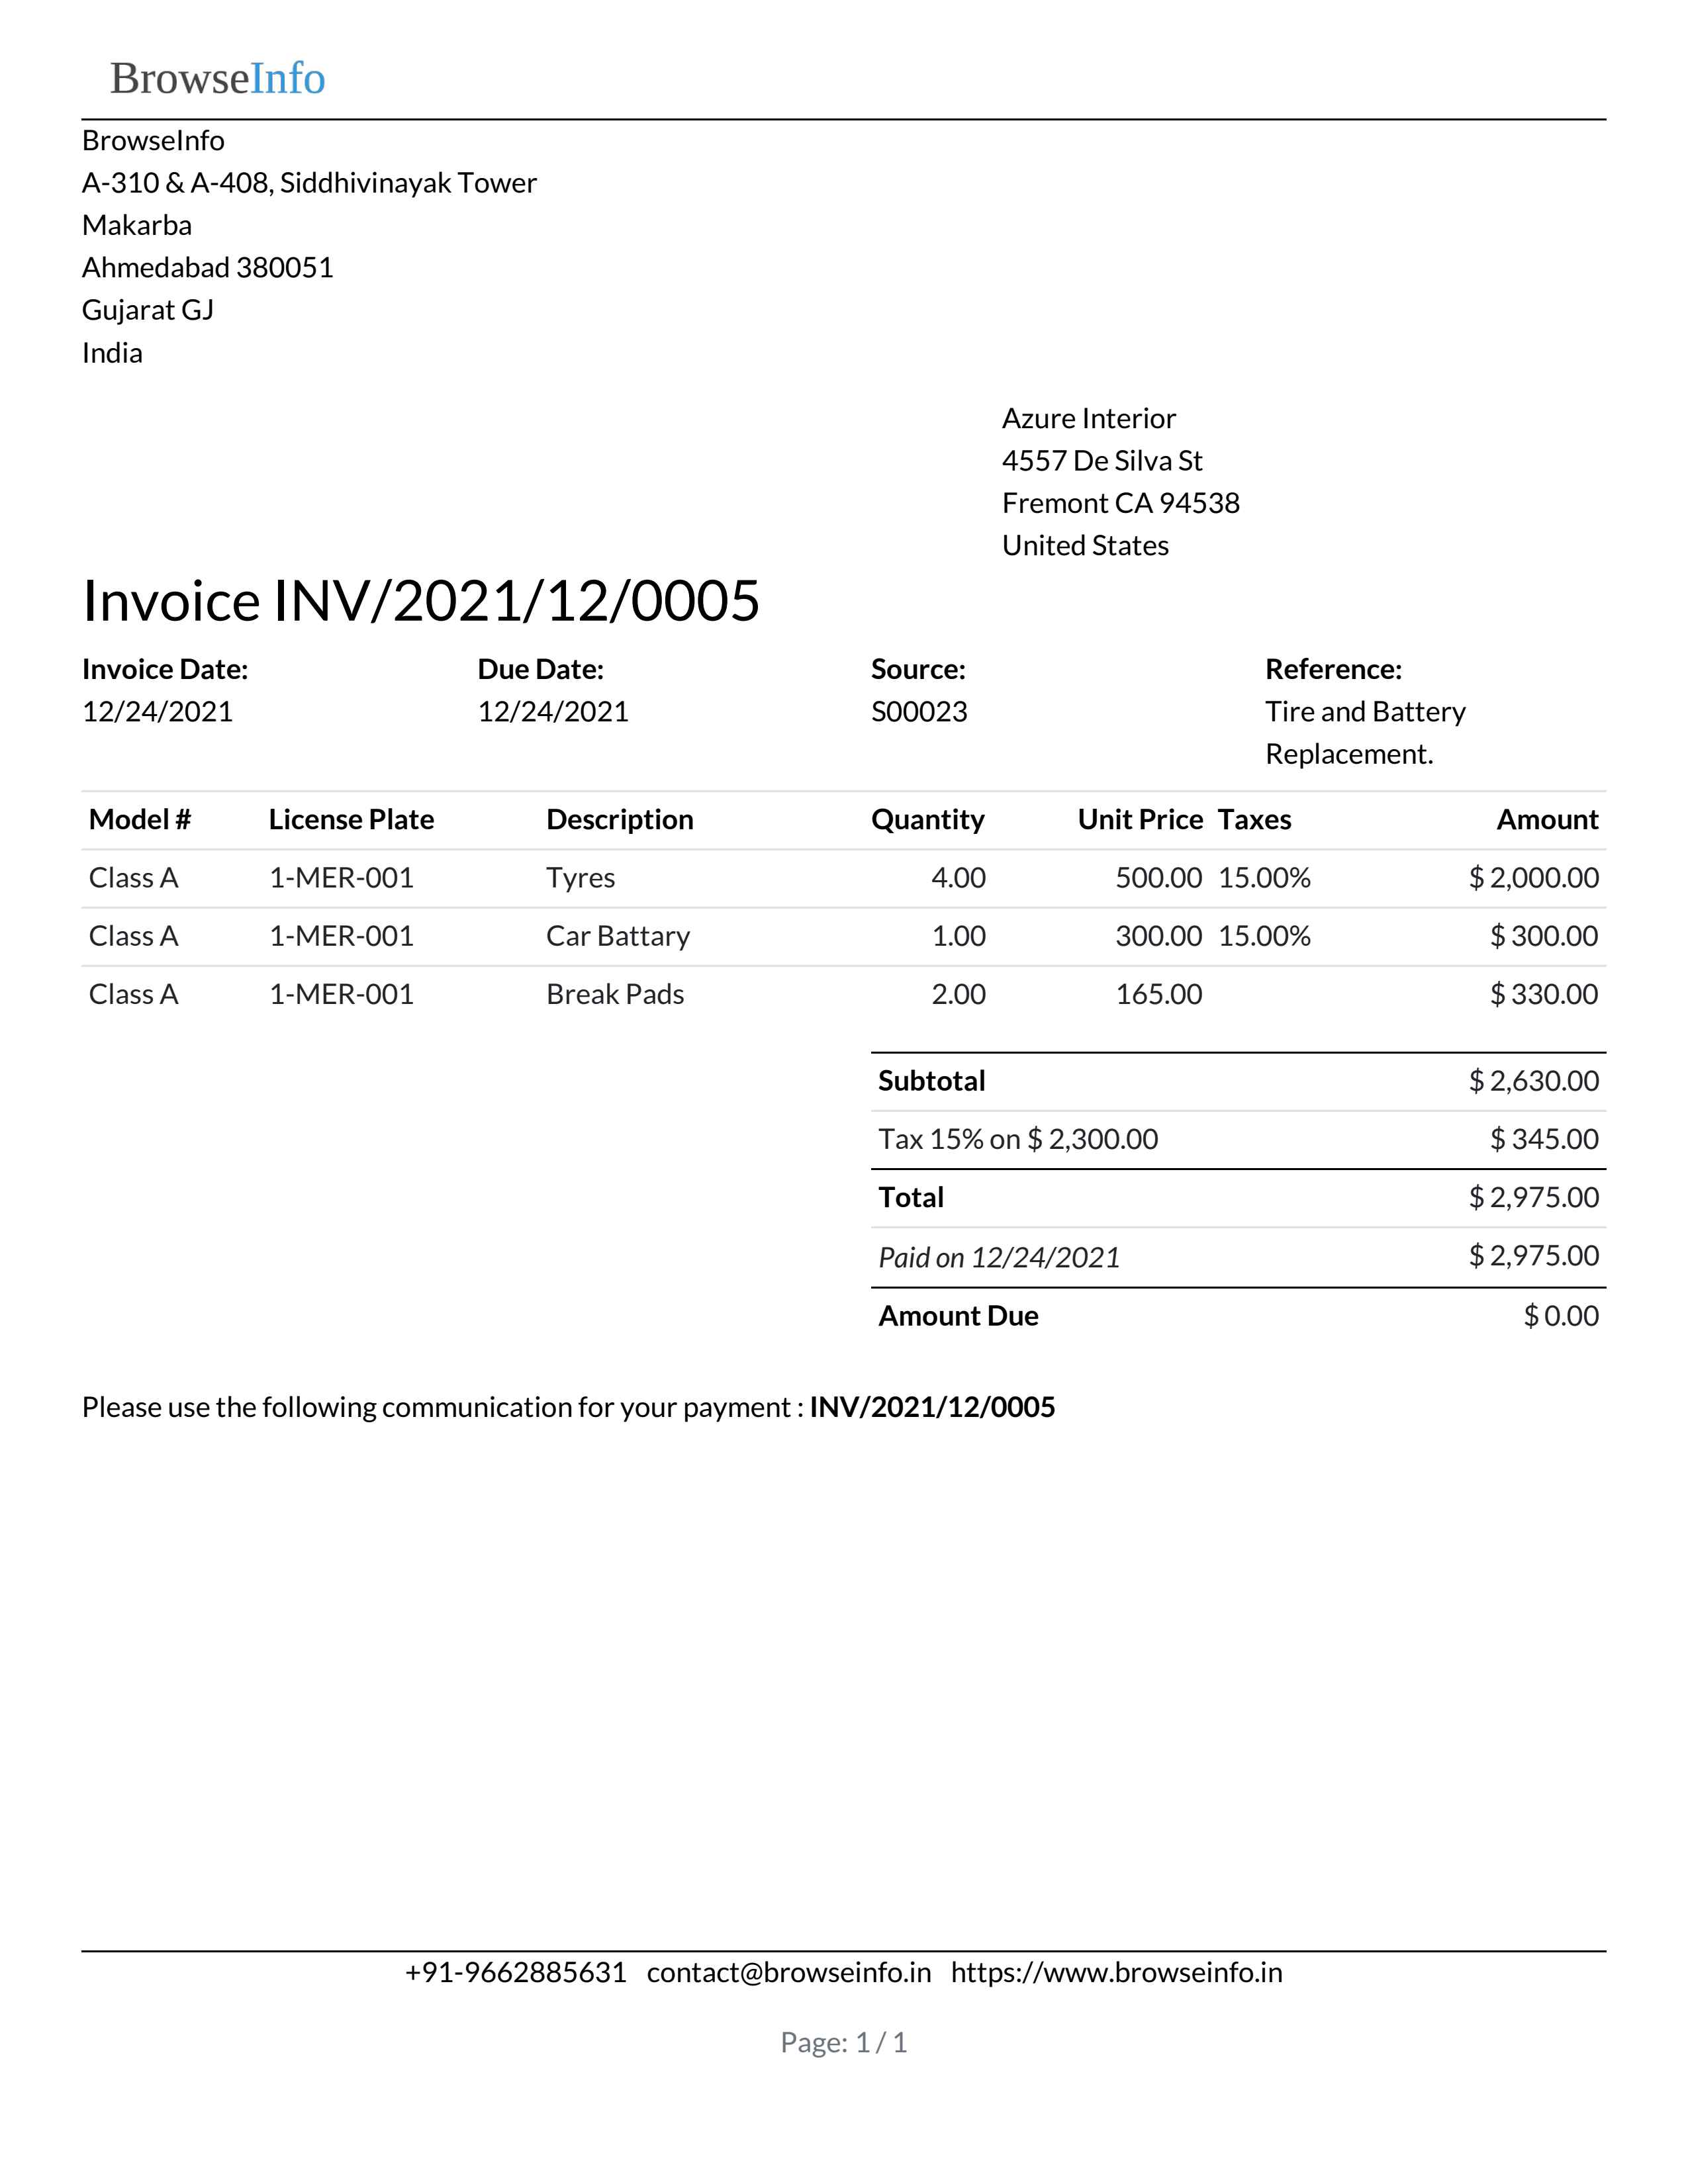 BrowseInfo
BrowseInfo
A-310 & A-408, Siddhivinayak Tower
Makarba
Ahmedabad 380051
Gujarat GJ
India
Azure Interior
4557 De Silva St
Fremont CA 94538
United States
Invoice INV/2021/12/0005
Invoice Date: Due Date: Source: Reference:
12/24/2021 12/24/2021 S00023 Tire and Battery
Replacement.
Model # License Plate Description Quantity Unit Price Taxes Amount
Class A 1-MER-001 Tyres 4.00 500.00 15.00% $ 2,000.00
Class A 1-MER-001 Car Battary 1.00 300.00 15.00% $ 300.00
Class A 1-MER-001 Break Pads 2.00 165.00 $ 330.00
Subtotal $ 2,630.00
Tax 15% on $ 2,300.00 $ 345.00
Total $ 2,975.00
Paid on 12/24/2021 $ 2,975.00
Amount Due $ 0.00
Please use the following communication for your payment : INV/2021/12/0005
+91-9662885631 contact@browseinfo.in https://www.browseinfo.in
Page: 1 / 1